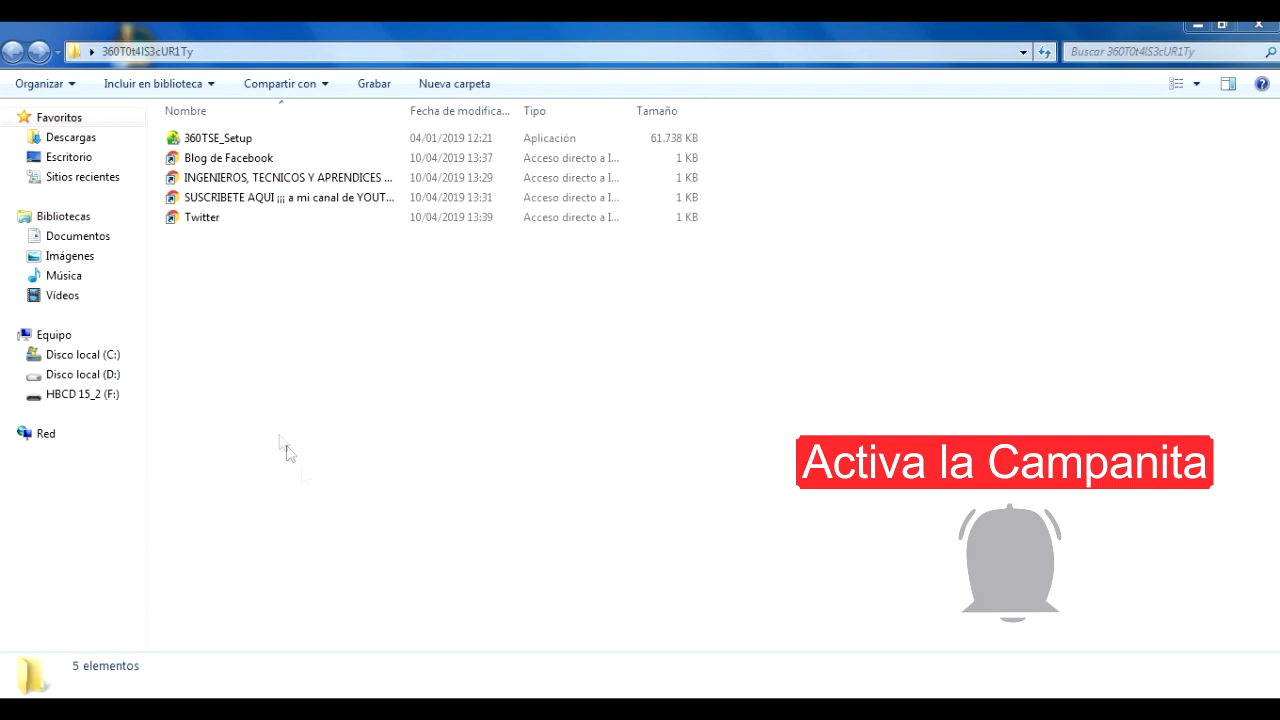 360T0t4lS3cUR1Ty
Buscar 360T0t4lS3cUR1Ty
Organizar
Incluir en biblioteca
Compartir con
Grabar
Nueva carpeta
Nombre
Fecha de modifica...
Tipo
Tamaño
Favoritos
Descargas
Escritorio
Sitios recientes
Bibliotecas
Documentos
Imágenes
Música
Vídeos
Equipo
Disco local (C:)
Disco local (D:)
HBCD 15_2 (F:)
Red
360TSE_Setup 04/01/2019 12:21 Aplicación 61.738 KB
Blog de Facebook 10/04/2019 13:37 Acceso directo a I... 1 KB
INGENIEROS, TECNICOS Y APRENDICES ... 10/04/2019 13:29 Acceso directo a I... 1 KB
SUSCRIBETE AQUI ¡¡¡ a mi canal de YOUT... 10/04/2019 13:31 Acceso directo a I... 1 KB
Twitter 10/04/2019 13:39 Acceso directo a I... 1 KB
Activa la Campanita
5 elementos